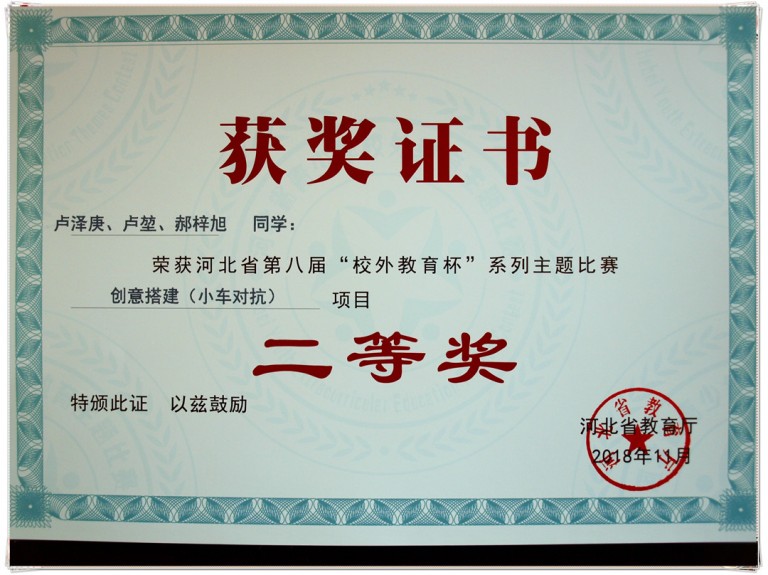 获奖证书
卢泽庚、卢堃、郝梓旭 同学：
荣获河北省第八届“校外教育杯”系列主题比赛
创意搭建（小车对抗） 项目
二等奖
特颁此证 以兹鼓励
河北省教育厅
2018年11月